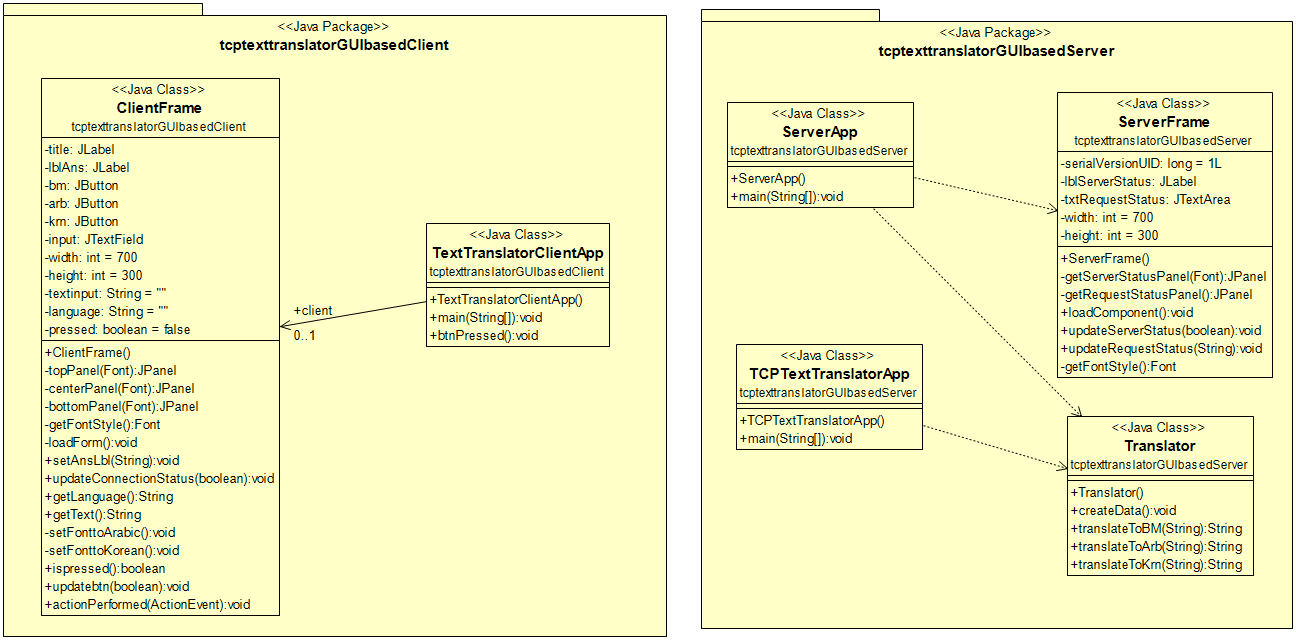 <<Java Package>>
tcptexttranslatorGUIbasedClient
<<Java Class>>
ClientFrame
tcptexttranslatorGUIbasedClient
-title: JLabel
-lblAns: JLabel
-bm: JButton
-arb: JButton
-krn: JButton
-input: JTextField
-width: int = 700
-height: int = 300
-textinput: String = ""
-language: String = ""
-pressed: boolean = false
+ClientFrame()
-topPanel(Font):JPanel
-centerPanel(Font):JPanel
-bottomPanel(Font):JPanel
-getFontStyle():Font
-loadForm():void
+setAnsLbl(String):void
+updateConnectionStatus(boolean):void
+getLanguage():String
+getText():String
-setFonttoArabic():void
-setFonttoKorean():void
+ispressed():boolean
+updatebtn(boolean):void
+actionPerformed(ActionEvent):void
+client
0..1
<<Java Class>>
TextTranslatorClientApp
tcptexttranslatorGUIbasedClient
+TextTranslatorClientApp()
+main(String[]):void
+btnPressed():void
<<Java Package>>
tcptexttranslatorGUIbasedServer
<<Java Class>>
ServerApp
tcptexttranslatorGUIbasedServer
+ServerApp()
+main(String[]):void
<<Java Class>>
ServerFrame
tcptexttranslatorGUIbasedServer
-serialVersionUID: long = 1L
-lblServerStatus: JLabel
-txtRequestStatus: JTextArea
-width: int = 700
-height: int = 300
+ServerFrame()
-getServerStatusPanel(Font):JPanel
-getRequestStatusPanel():JPanel
+loadComponent():void
+updateServerStatus(boolean):void
+updateRequestStatus(String):void
-getFontStyle():Font
<<Java Class>>
TCPTextTranslatorApp
tcptexttranslatorGUIbasedServer
+TCPTextTranslatorApp()
+main(String[]):void
<<Java Class>>
Translator
tcptexttranslatorGUIbasedServer
+Translator()
+createData():void
+translateToBM(String):String
+translateToArb(String):String
+translateToKrn(String):String